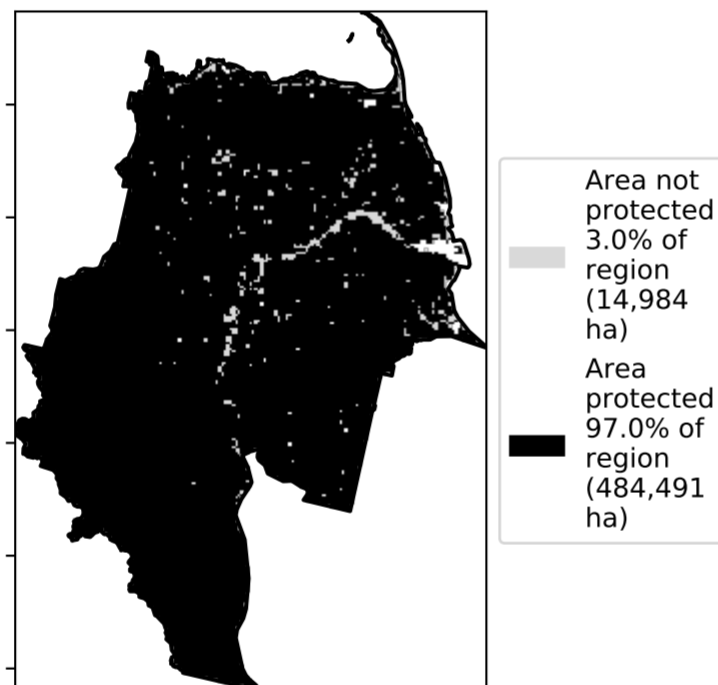 Area not
protected
3.0% of
region
(14,984
ha)
Area
protected
97.0% of
region
(484,491
ha)